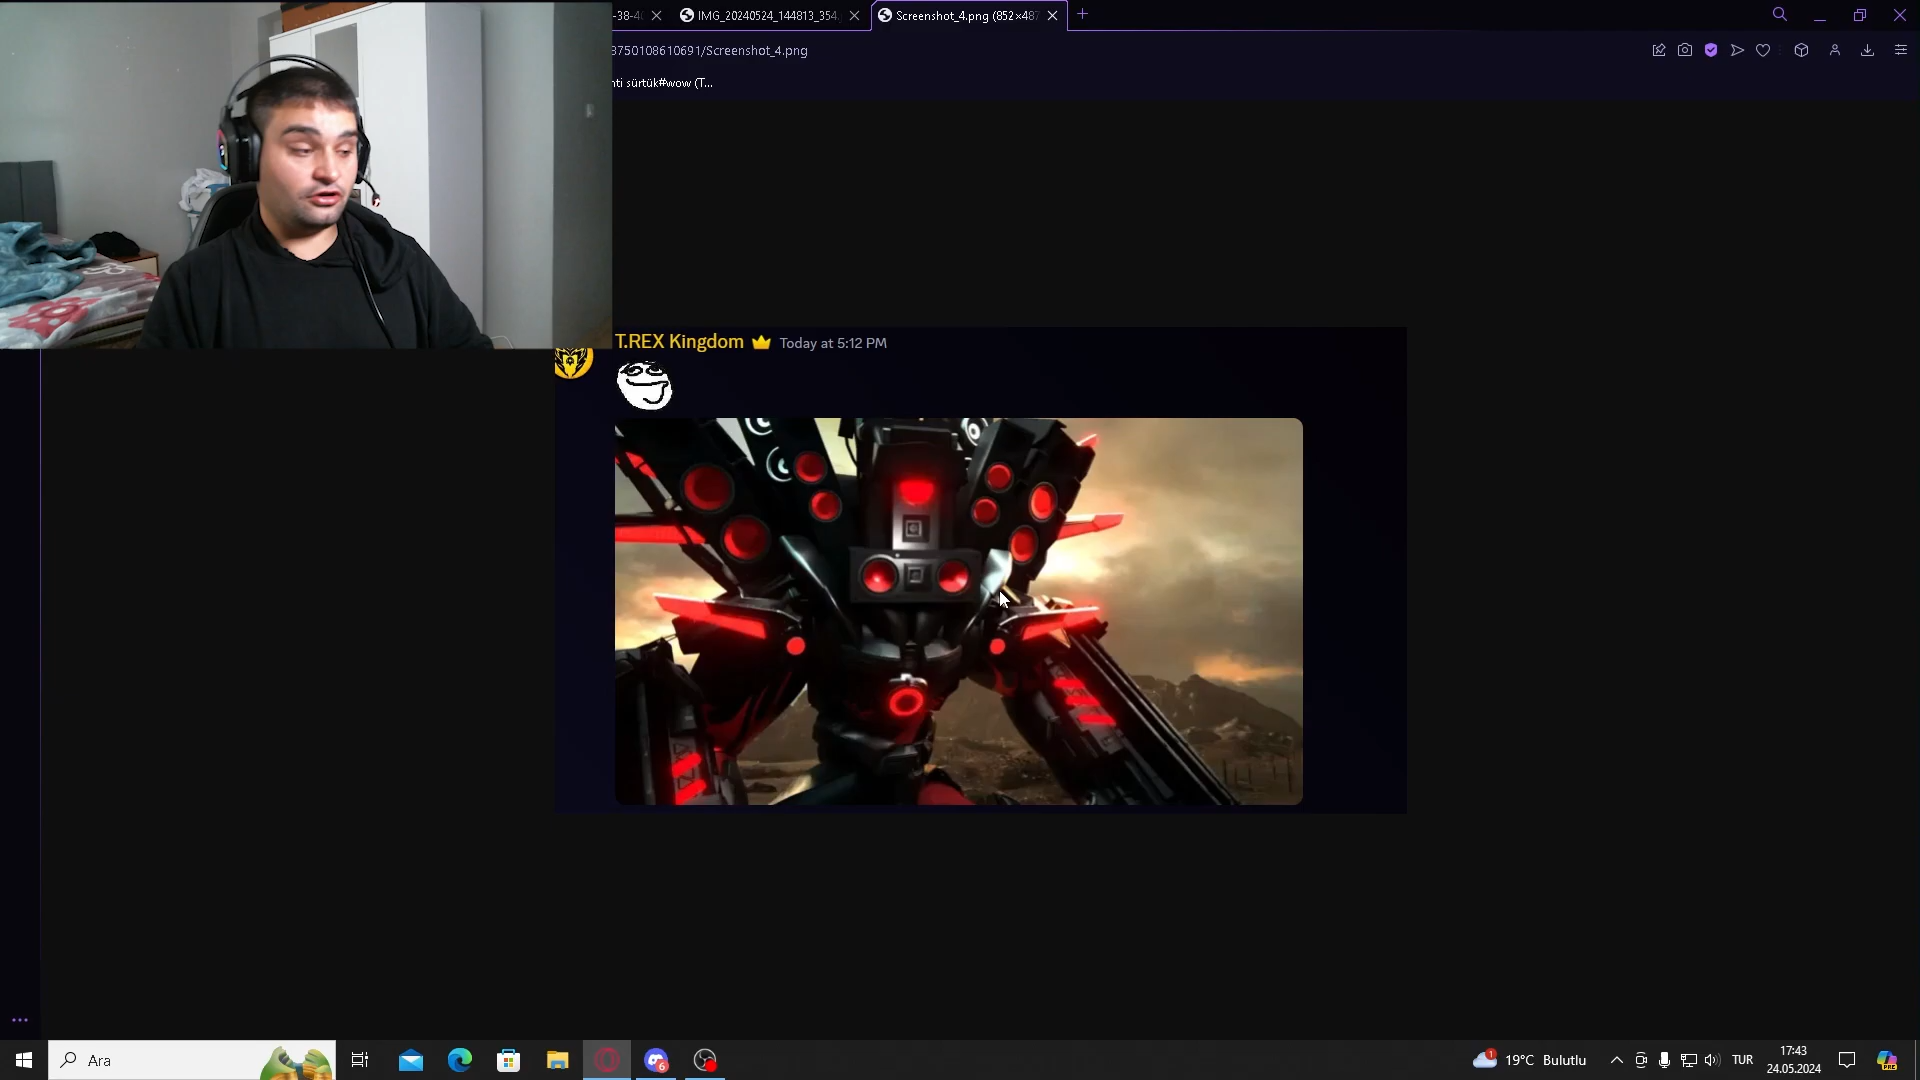 -38-4
IMG_20240524_144813_354.
Screenshot_4.png (852×487
8750108610691/Screenshot_4.png
nti sürtük#wow (T...
T.REX Kingdom
Today at 5:12 PM
Ara
19°C Bulutlu
TUR
17:43
24.05.2024